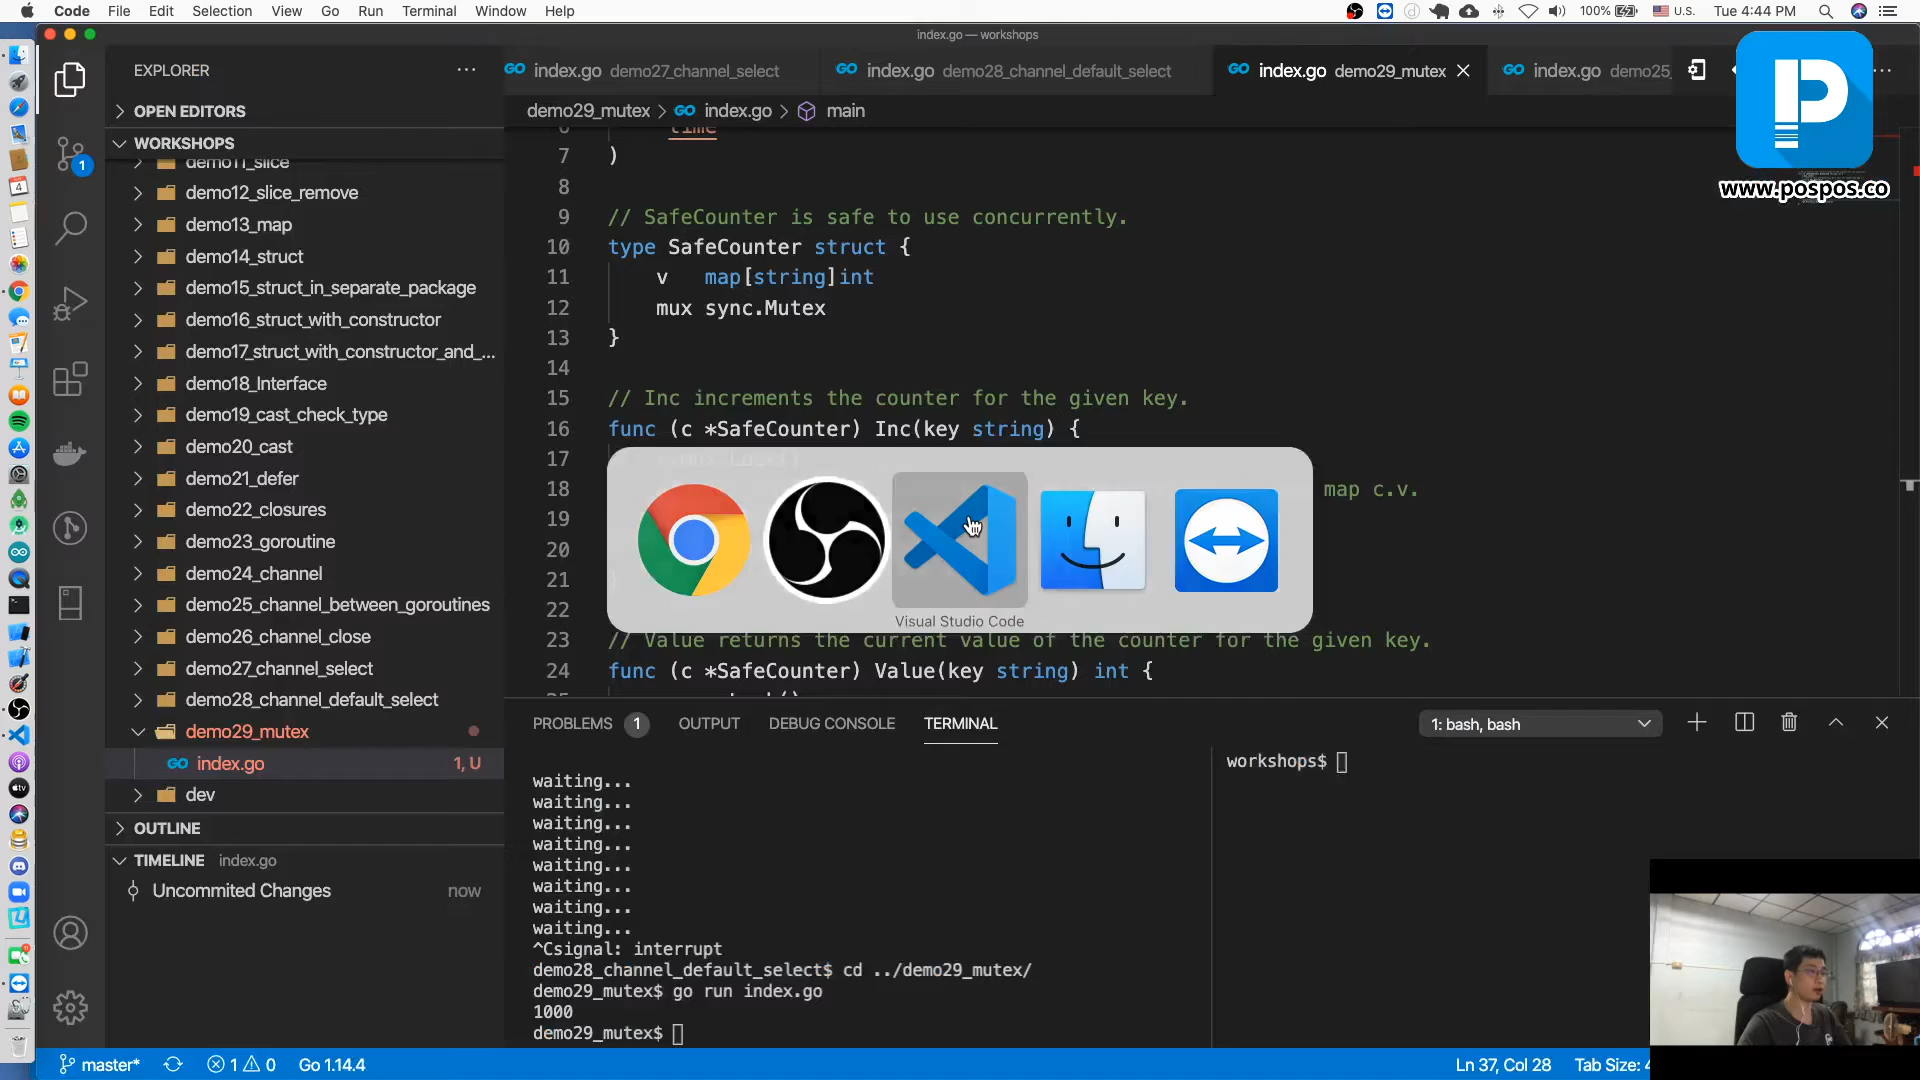 Code File Edit Selection View Go Run Terminal Window Help
100% U.S. Tue 4:44 PM
index.go — workshops
EXPLORER
index.go demo27_channel_select
index.go demo28_channel_default_select
index.go demo29_mutex
index.go demo25_
www.pospos.co
demo29_mutex > index.go > main
OPEN EDITORS
WORKSHOPS
demo11_slice
demo12_slice_remove
demo13_map
demo14_struct
demo15_struct_in_separate_package
demo16_struct_with_constructor
demo17_struct_with_constructor_and_...
demo18_Interface
demo19_cast_check_type
demo20_cast
demo21_defer
demo22_closures
demo23_goroutine
demo24_channel
demo25_channel_between_goroutines
demo26_channel_close
demo27_channel_select
demo28_channel_default_select
demo29_mutex
index.go 1, U
dev
OUTLINE
TIMELINE index.go
Uncommited Changes now
1
6 time
7 )
8
9 // SafeCounter is safe to use concurrently.
10 type SafeCounter struct {
11 v map[string]int
12 mux sync.Mutex
13 }
14
15 // Inc increments the counter for the given key.
16 func (c *SafeCounter) Inc(key string) {
17
18 map c.v.
19
20
21
22
23 // Value returns the current value of the counter for the given key.
24 func (c *SafeCounter) Value(key string) int {
Visual Studio Code
PROBLEMS 1 OUTPUT DEBUG CONSOLE TERMINAL
1: bash, bash
waiting...
waiting...
waiting...
waiting...
waiting...
waiting...
waiting...
waiting...
^Csignal: interrupt
demo28_channel_default_select$ cd ../demo29_mutex/
demo29_mutex$ go run index.go
1000
demo29_mutex$
workshops$
master* 1 0 Go 1.14.4
Ln 37, Col 28 Tab Size: 4